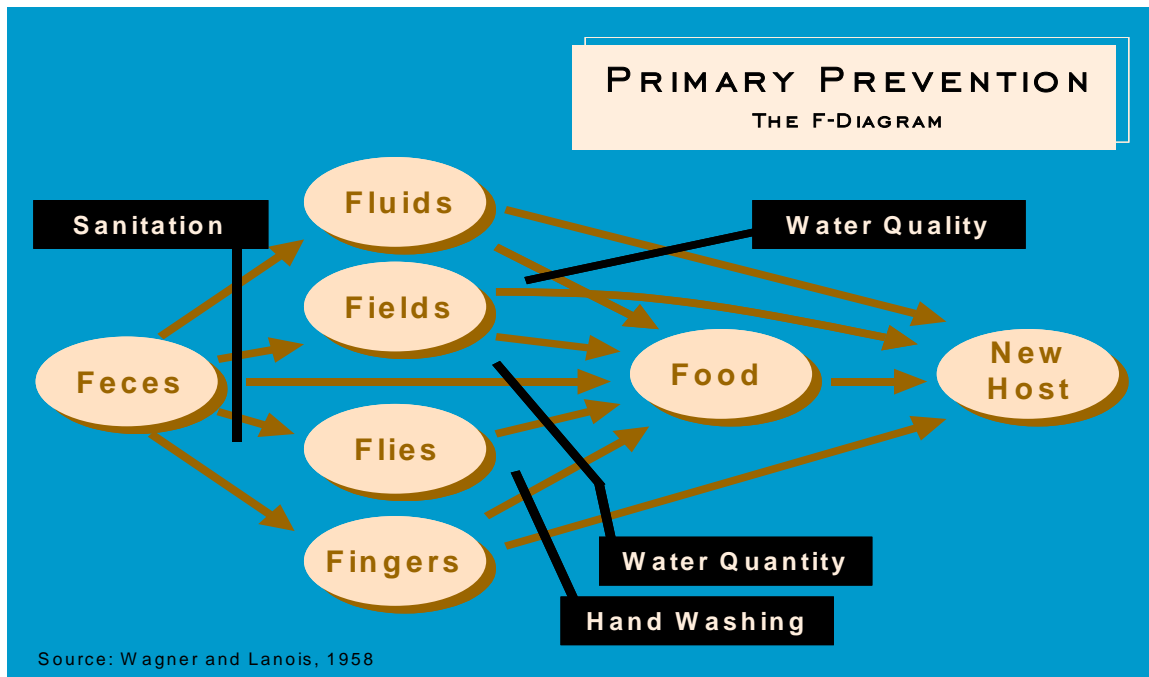 PRIMARY PREVENTION
THE F-DIAGRAM
Fluids
Sanitation
Water Quality
Fields
Feces
Food
New
Host
Flies
Fingers
Water Quantity
Hand Washing
Source: Wagner and Lanois, 1958